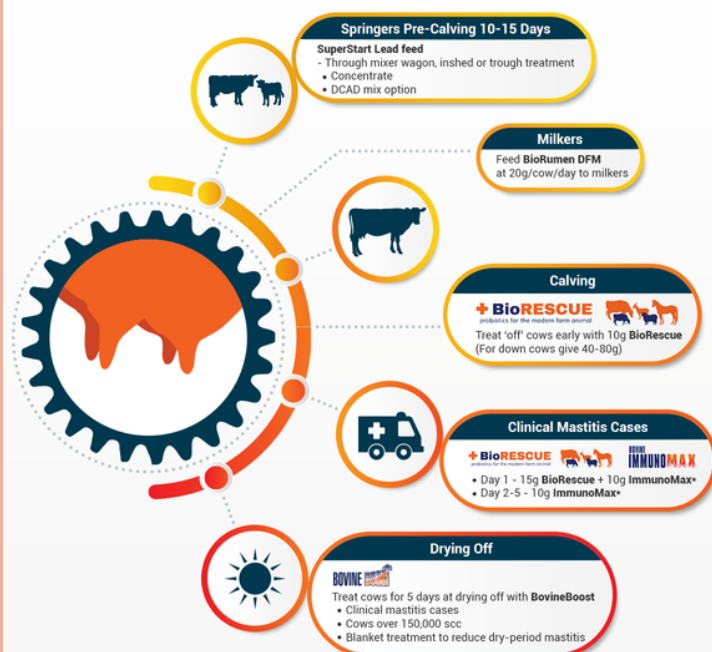 Springers Pre-Calving 10-15 Days
SuperStart Lead feed
- Through mixer wagon, inshed or trough treatment
• Concentrate
• DCAD mix option
Milkers
Feed BioRumen DFM
at 20g/cow/day to milkers
Calving
+ BioRESCUE
probiotics for the modern farm animal
Treat 'off' cows early with 10g BioRescue
(For down cows give 40-80g)
Clinical Mastitis Cases
+ BioRESCUE
probiotics for the modern farm animal
BOVINE
IMMUNOMAX
• Day 1 - 15g BioRescue + 10g ImmunoMax*
• Day 2-5 - 10g ImmunoMax*
Drying Off
BOVINE
Treat cows for 5 days at drying off with BovineBoost
• Clinical mastitis cases
• Cows over 150,000 scc
• Blanket treatment to reduce dry-period mastitis